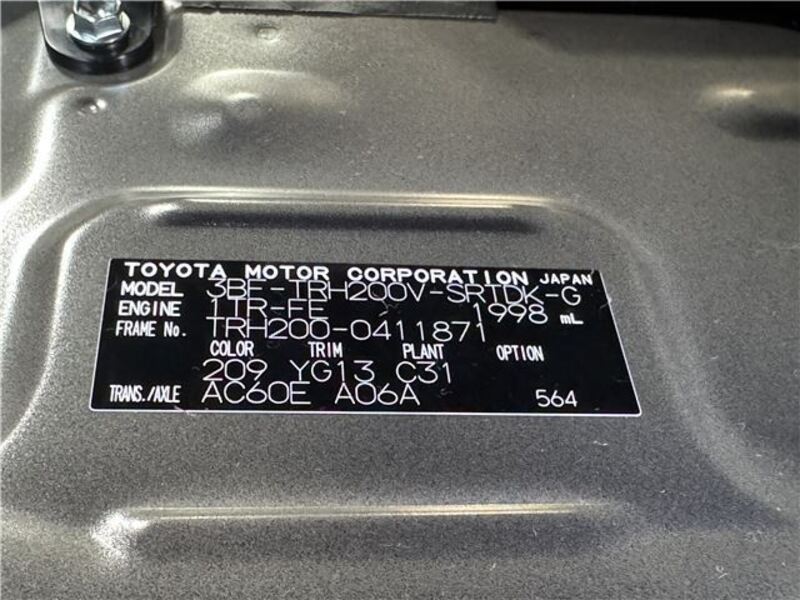 TOYOTA MOTOR CORPORATION JAPAN
MODEL 3BF-TRH200V-SRTDK-G
ENGINE 1TR-FE 1998 mL
FRAME No. TRH200-0411871
COLOR TRIM PLANT OPTION
209 YG13 C31
TRANS./AXLE AC60E A06A 564